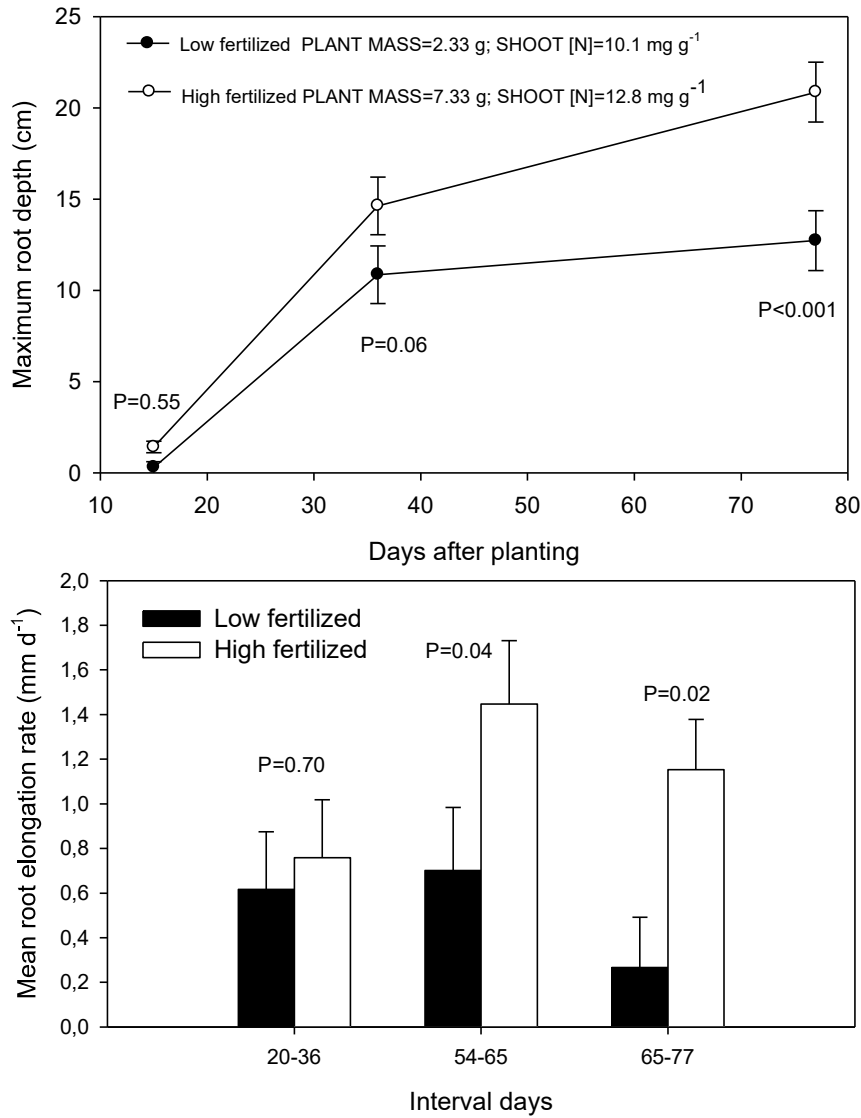 25
20
15
10
5
0
Maximum root depth (cm)
Low fertilized PLANT MASS=2.33 g; SHOOT [N]=10.1 mg g-1
High fertilized PLANT MASS=7.33 g; SHOOT [N]=12.8 mg g-1
P=0.55
P=0.06
P<0.001
10 20 30 40 50 60 70 80
Days after planting
2,0
1,8
1,6
1,4
1,2
1,0
0,8
0,6
0,4
0,2
0,0
Mean root elongation rate (mm d-1)
Low fertilized
High fertilized
P=0.70
P=0.04
P=0.02
20-36 54-65 65-77
Interval days